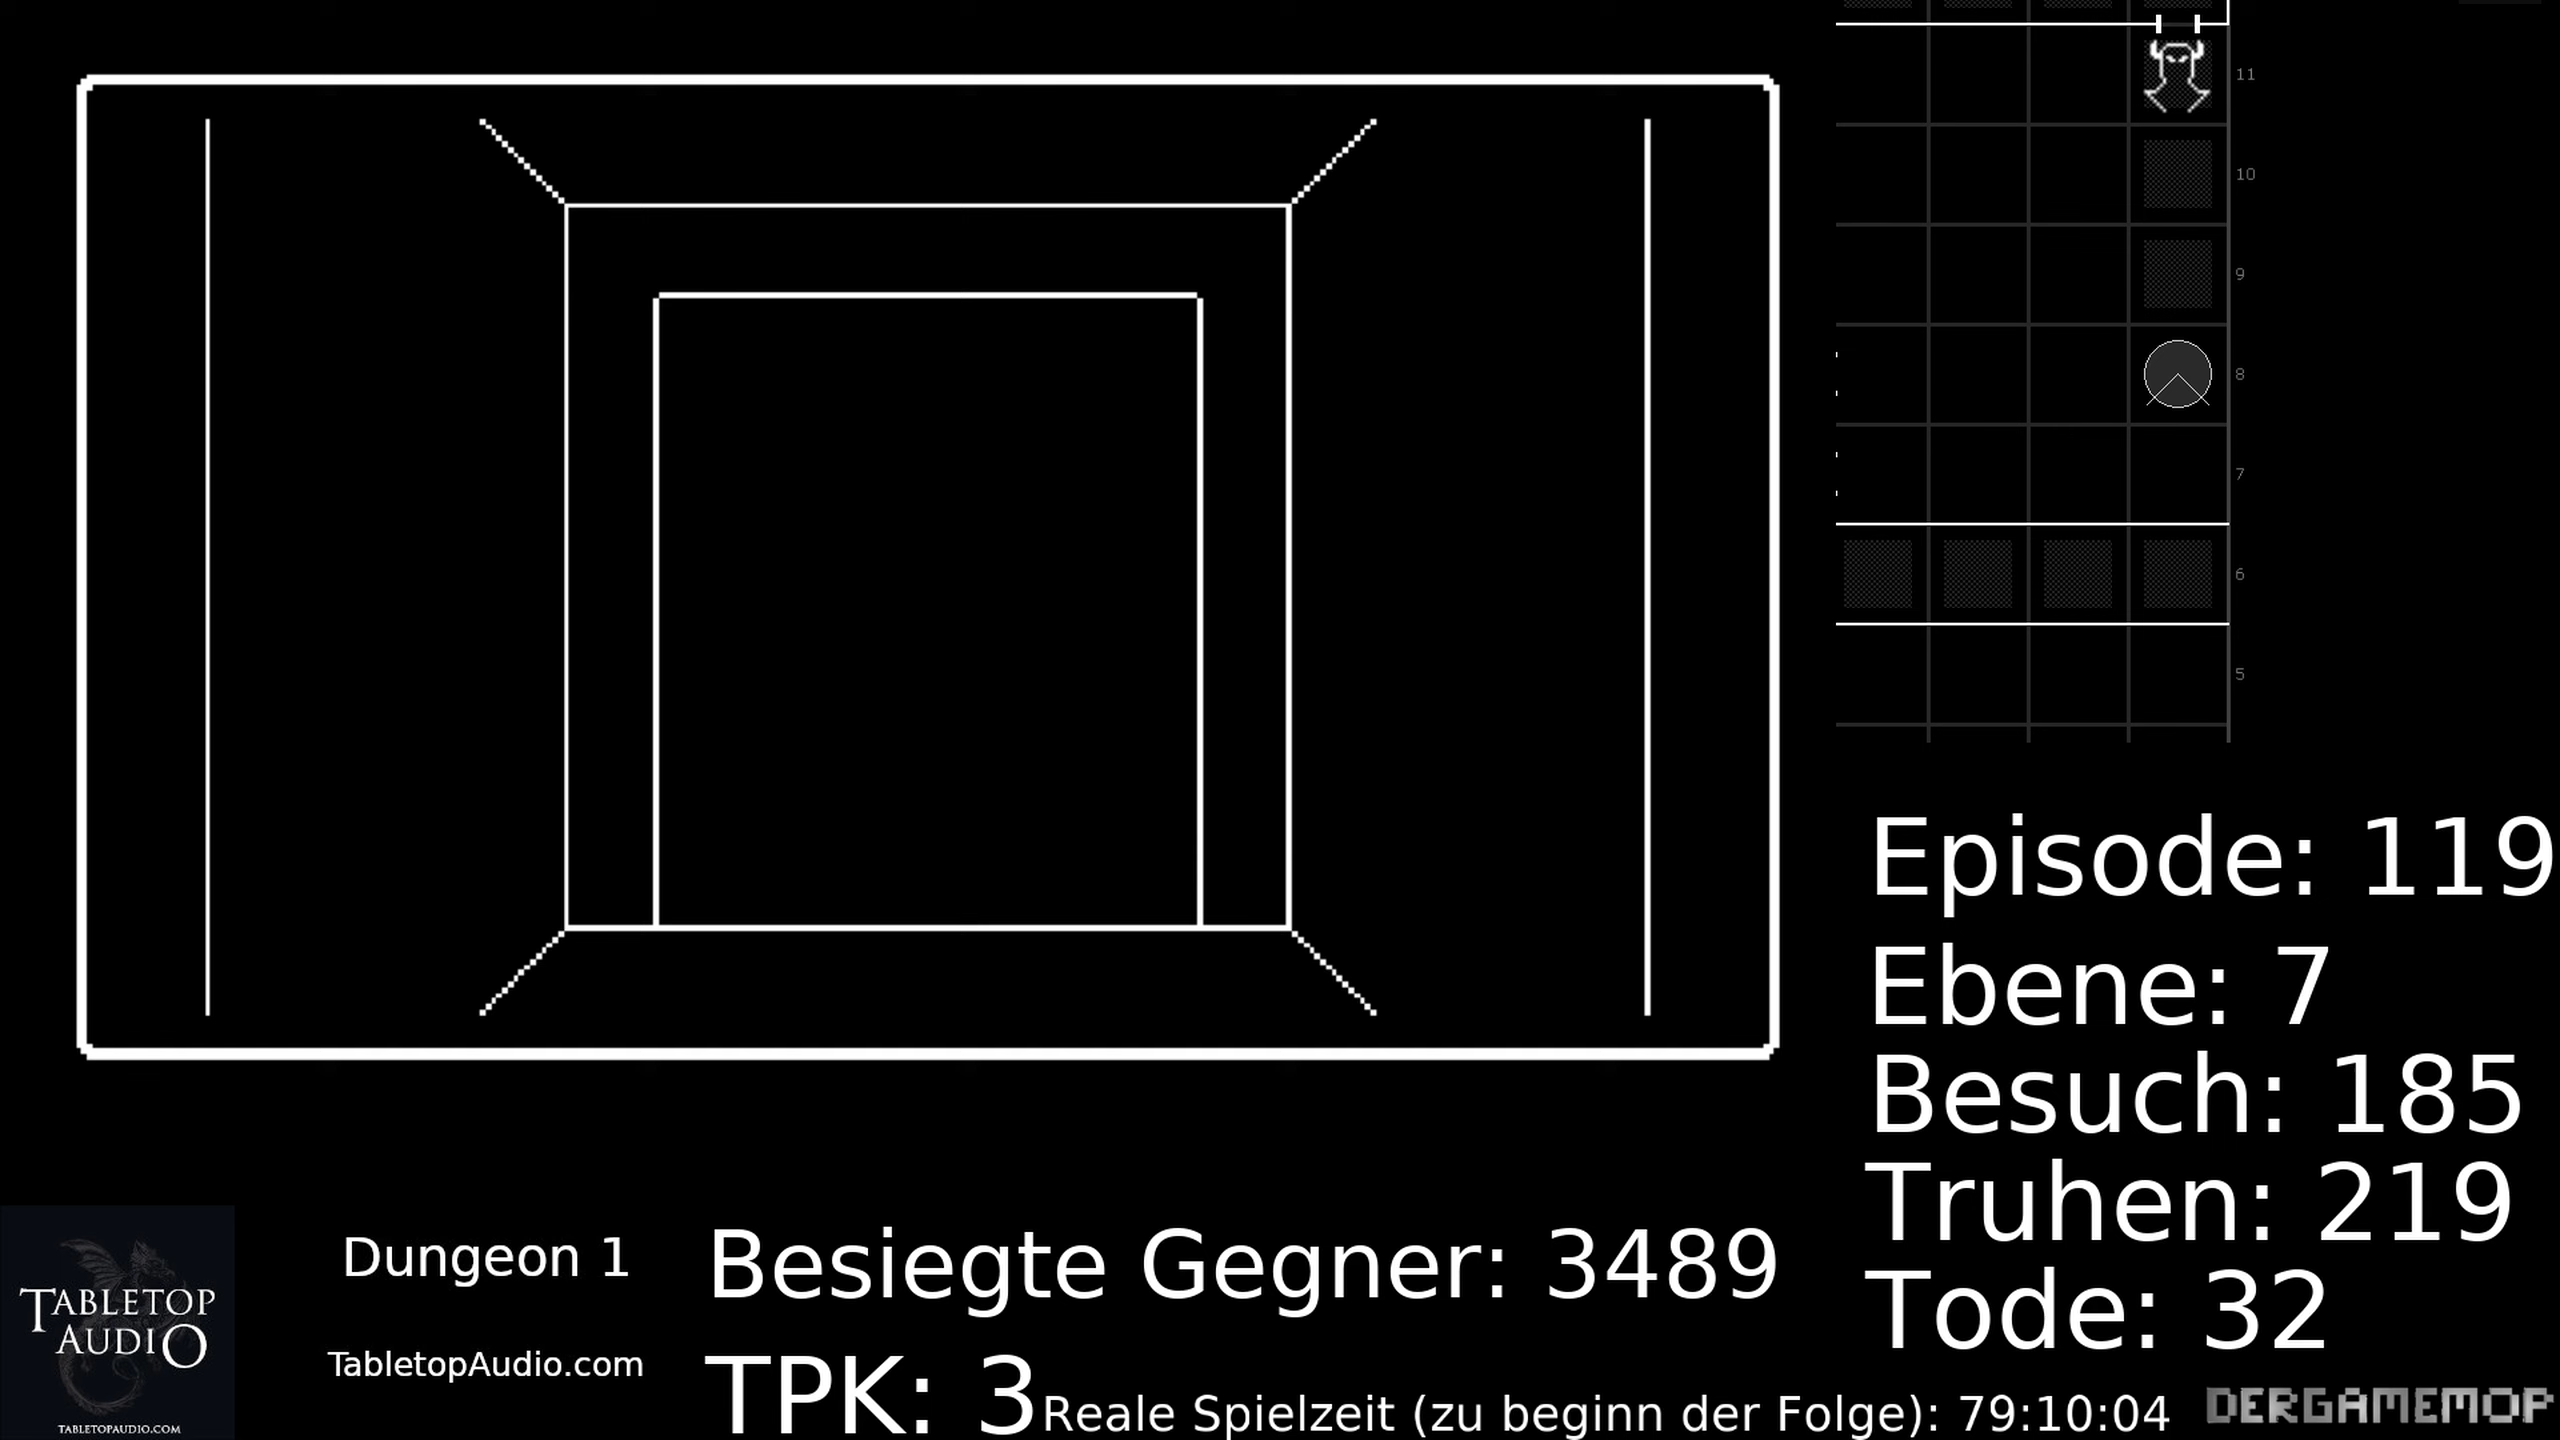 11
10
9
8
7
6
5
Episode: 119
Ebene: 7
Besuch: 185
Truhen: 219
Tode: 32
Besiegte Gegner: 3489
TPK: 3
Reale Spielzeit (zu beginn der Folge): 79:10:04
Dungeon 1
TabletopAudio.com
TABLETOP
AUDIO
TABLETOPAUDIO.COM
DERGAMEMOP